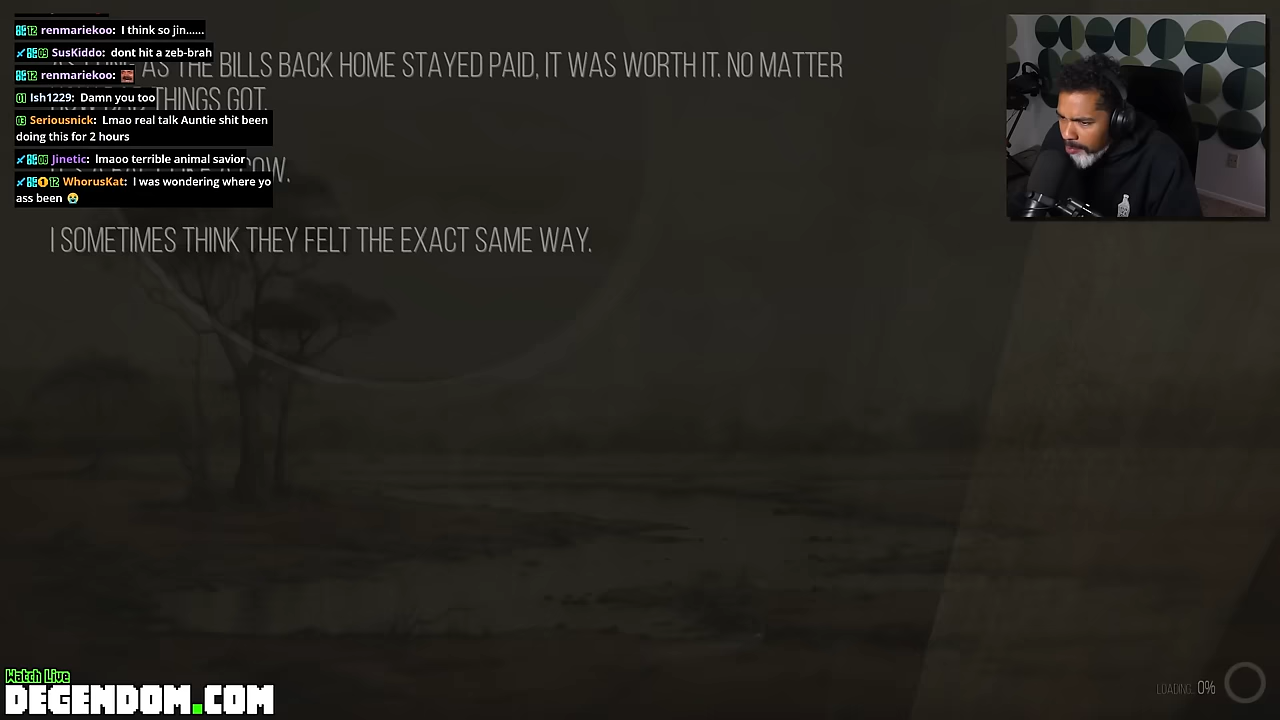 renmariekoo: I think so jin......
SusKiddo: dont hit a zeb-brah
renmariekoo:
Ish1229: Damn you too
Seriousnick: Lmao real talk Auntie shit been
doing this for 2 hours
Jinetic: lmaoo terrible animal savior
WhorusKat: I was wondering where yo
ass been 😭
AS THE BILLS BACK HOME STAYED PAID, IT WAS WORTH IT. NO MATTER
THINGS GOT.
I SOMETIMES THINK THEY FELT THE EXACT SAME WAY.
Watch Live
DEGENDOM.COM
LOADING... 0%